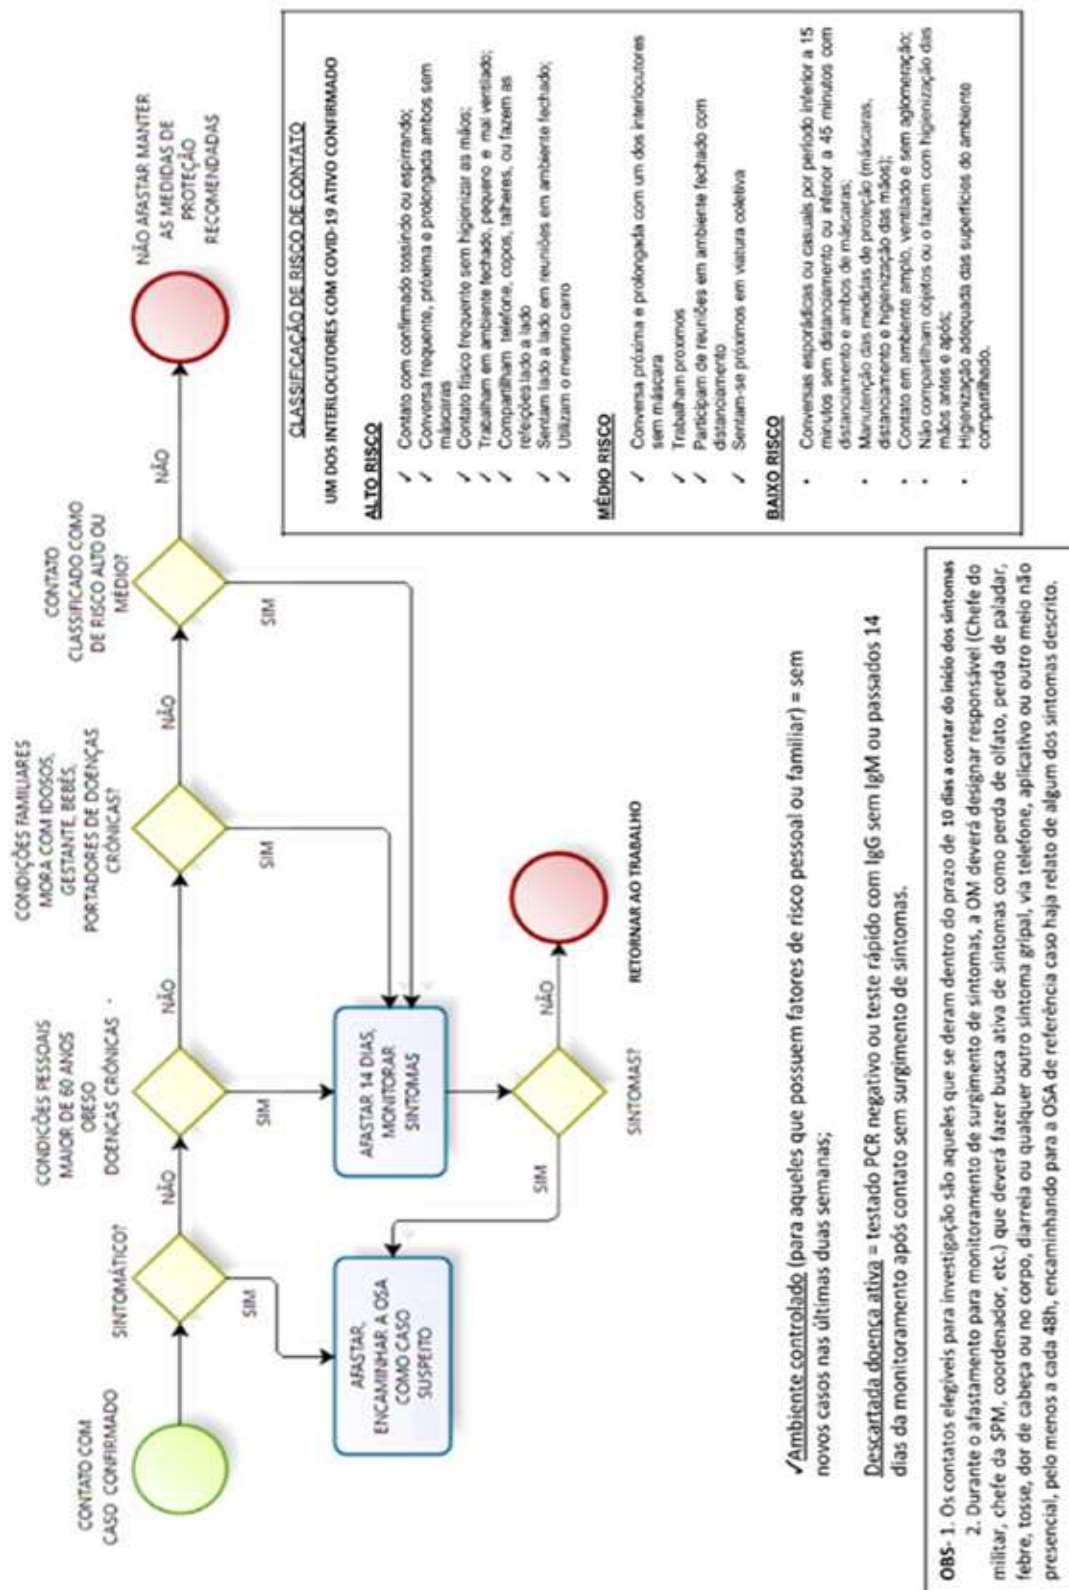 CONTATO COM
CASO CONFIRMADO
SINTOMÁTICO?
NÃO
SIM
AFASTAR,
ENCAMINHAR A OSA
COMO CASO
SUSPEITO
CONDIÇÕES PESSOAIS
MAIOR DE 60 ANOS
OBESO
DOENCAS CRÓNICAS
NÃO
SIM
AFASTAR 14 DIAS,
MONITORAR
SINTOMAS
CONDIÇÕES FAMILIARES
MORA COM IDOSOS,
GESTANTE, BEBÊS,
PORTADORES DE DOENÇAS
CRÔNICAS?
NÃO
SIM
CONTATO
CLASSIFICADO COMO
DE RISCO ALTO OU
MÉDIO?
NÃO
SIM
NÃO AFASTAR MANTER
AS MEDIDAS DE
PROTEÇÃO
RECOMENDADAS
SINTOMAS?
SIM
NÃO
RETORNAR AO TRABALHO
CLASSIFICAÇÃO DE RISCO DE CONTATO
UM DOS INTERLOCUTORES COM COVID-19 ATIVO CONFIRMADO
ALTO RISCO
✓ Contato com confirmado tossindo ou espirrando;
✓ Conversa frequente, próxima e prolongada ambos sem
máscaras
✓ Contato físico frequente sem higienizar as mãos;
✓ Trabalham em ambiente fechado, pequeno e mal ventilado;
✓ Compartilham telefone, copos, talheres, ou fazem as
refeições lado a lado
✓ Sentam lado a lado em reuniões em ambiente fechado;
✓ Utilizam o mesmo carro
MÉDIO RISCO
✓ Conversa próxima e prolongada com um dos interlocutores
sem máscara
✓ Trabalham próximos
✓ Participam de reuniões em ambiente fechado com
distanciamento
✓ Sentam-se próximos em viatura coletiva
BAIXO RISCO
• Conversas esporádicas ou casuais por período inferior a 15
minutos sem distanciamento ou inferior a 45 minutos com
distanciamento e ambos de máscaras;
• Manutenção das medidas de proteção (máscaras,
distanciamento e higienização das mãos);
• Contato em ambiente amplo, ventilado e sem aglomeração;
• Não compartilham objetos ou o fazem com higienização das
mãos antes e após;
• Higienização adequada das superfícies do ambiente
compartilhado.
✓Ambiente controlado (para aqueles que possuem fatores de risco pessoal ou familiar) = sem
novos casos nas últimas duas semanas;
Descartada doença ativa = testado PCR negativo ou teste rápido com IgG sem IgM ou passados 14
dias da monitoramento após contato sem surgimento de sintomas.
OBS- 1. Os contatos elegíveis para investigação são aqueles que se deram dentro do prazo de 10 dias a contar do início dos sintomas
2. Durante o afastamento para monitoramento de surgimento de sintomas, a OM deverá designar responsável (Chefe do
militar, chefe da SPM, coordenador, etc.) que deverá fazer busca ativa de sintomas como perda de olfato, perda de paladar,
febre, tosse, dor de cabeça ou no corpo, diarreia ou qualquer outro sintoma gripal, via telefone, aplicativo ou outro meio não
presencial, pelo menos a cada 48h, encaminhando para a OSA de referência caso haja relato de algum dos sintomas descrito.